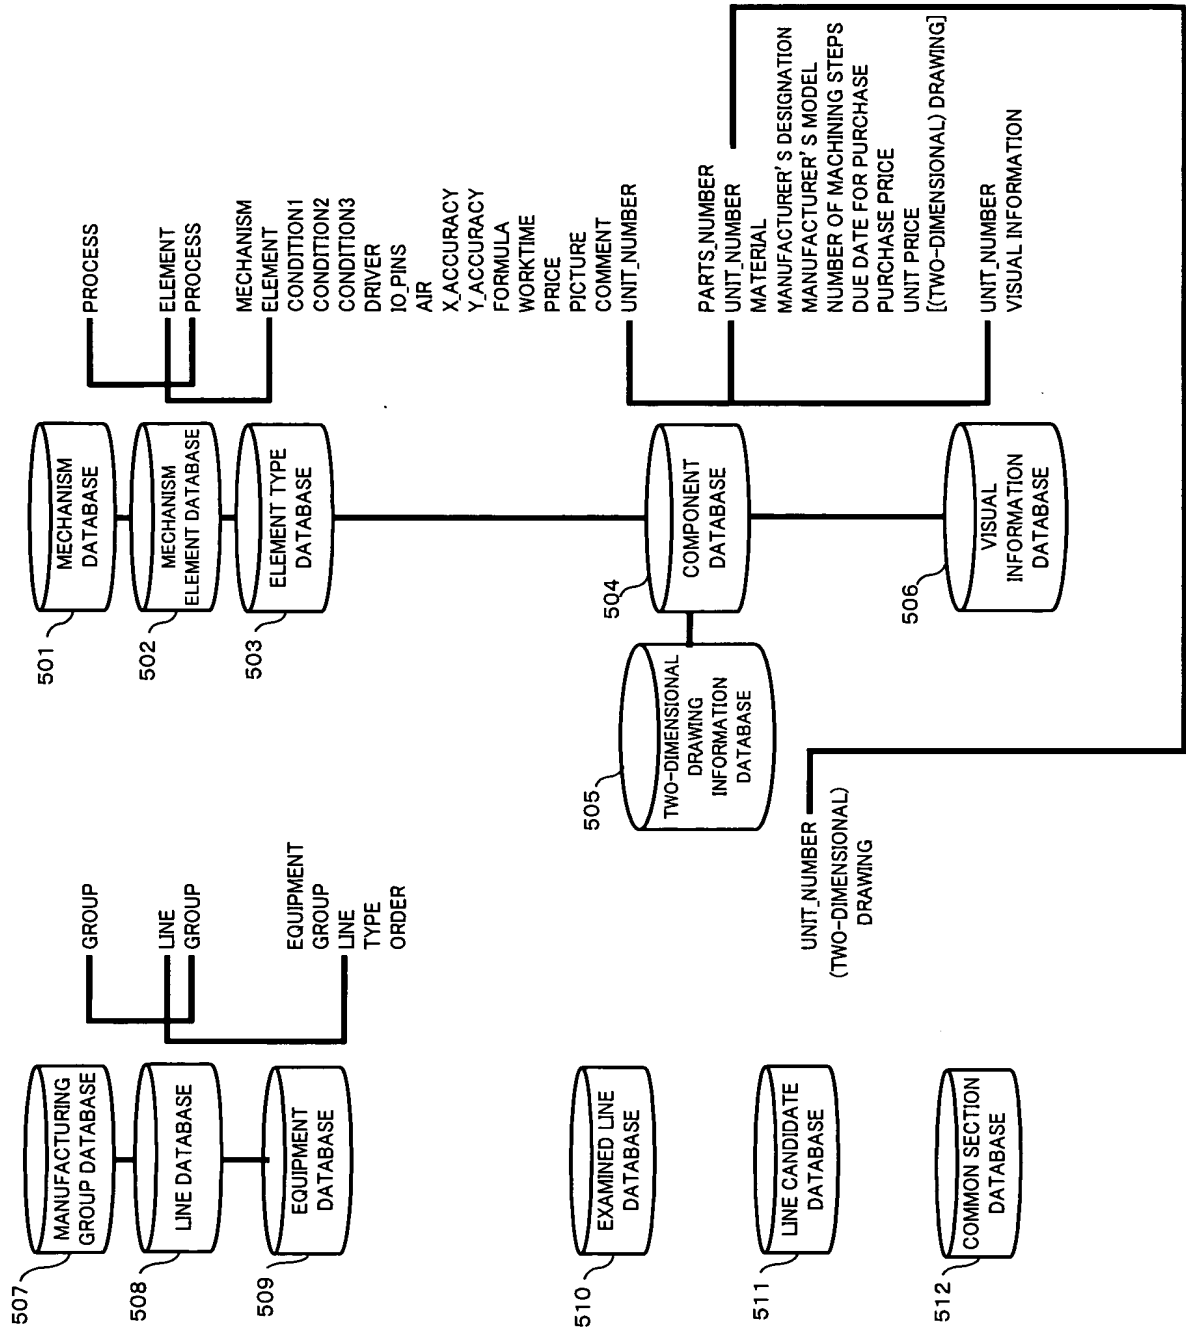 501
MECHANISM
DATABASE
PROCESS
502
MECHANISM
ELEMENT DATABASE
ELEMENT
PROCESS
503
ELEMENT TYPE
DATABASE
MECHANISM
ELEMENT
CONDITION1
CONDITION2
CONDITION3
DRIVER
IO_PINS
AIR
X_ACCURACY
Y_ACCURACY
FORMULA
WORKTIME
PRICE
PICTURE
COMMENT
UNIT_NUMBER
504
COMPONENT
DATABASE
PARTS_NUMBER
UNIT_NUMBER
MATERIAL
MANUFACTURER'S DESIGNATION
MANUFACTURER'S MODEL
NUMBER OF MACHINING STEPS
DUE DATE FOR PURCHASE
PURCHASE PRICE
UNIT PRICE
[(TWO-DIMENSIONAL) DRAWING]
505
TWO-DIMENSIONAL
DRAWING
INFORMATION
DATABASE
UNIT_NUMBER
(TWO-DIMENSIONAL)
DRAWING
506
VISUAL
INFORMATION
DATABASE
UNIT_NUMBER
VISUAL INFORMATION
507
MANUFACTURING
GROUP DATABASE
GROUP
508
LINE DATABASE
LINE
GROUP
509
EQUIPMENT
DATABASE
EQUIPMENT
GROUP
LINE
TYPE
ORDER
510
EXAMINED LINE
DATABASE
511
LINE CANDIDATE
DATABASE
512
COMMON SECTION
DATABASE